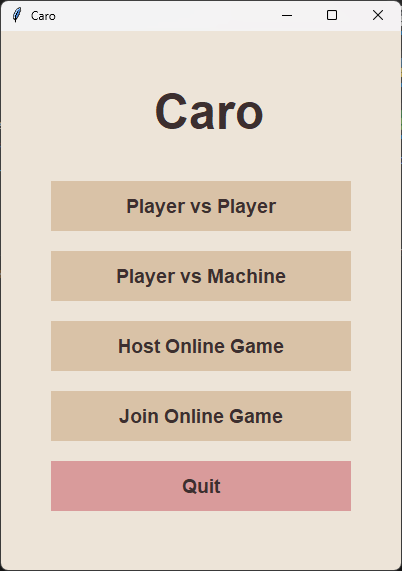 Caro
Caro
Player vs Player
Player vs Machine
Host Online Game
Join Online Game
Quit